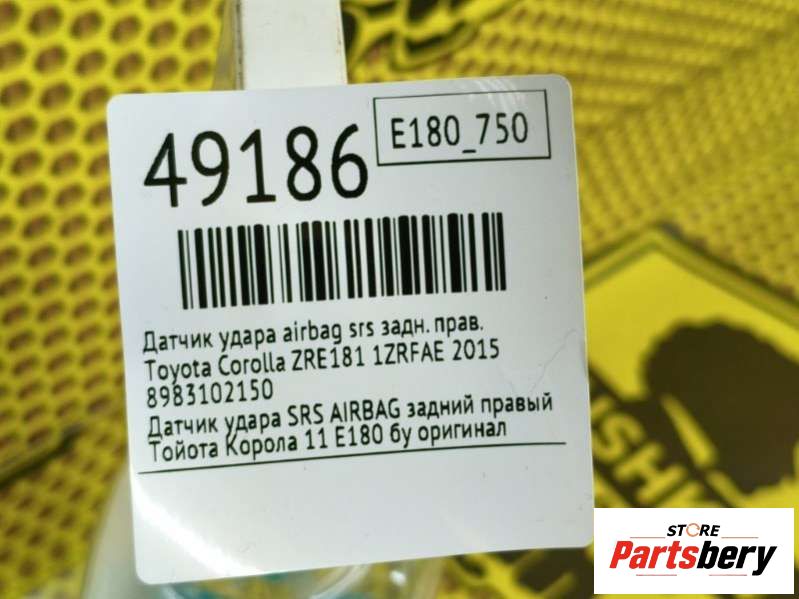 49186
E180_750
Датчик удара airbag srs задн. прав.
Toyota Corolla ZRE181 1ZRFAE 2015
8983102150
Датчик удара SRS AIRBAG задний правый
Тойота Корола 11 E180 бу оригинал
STORE
Partsbery